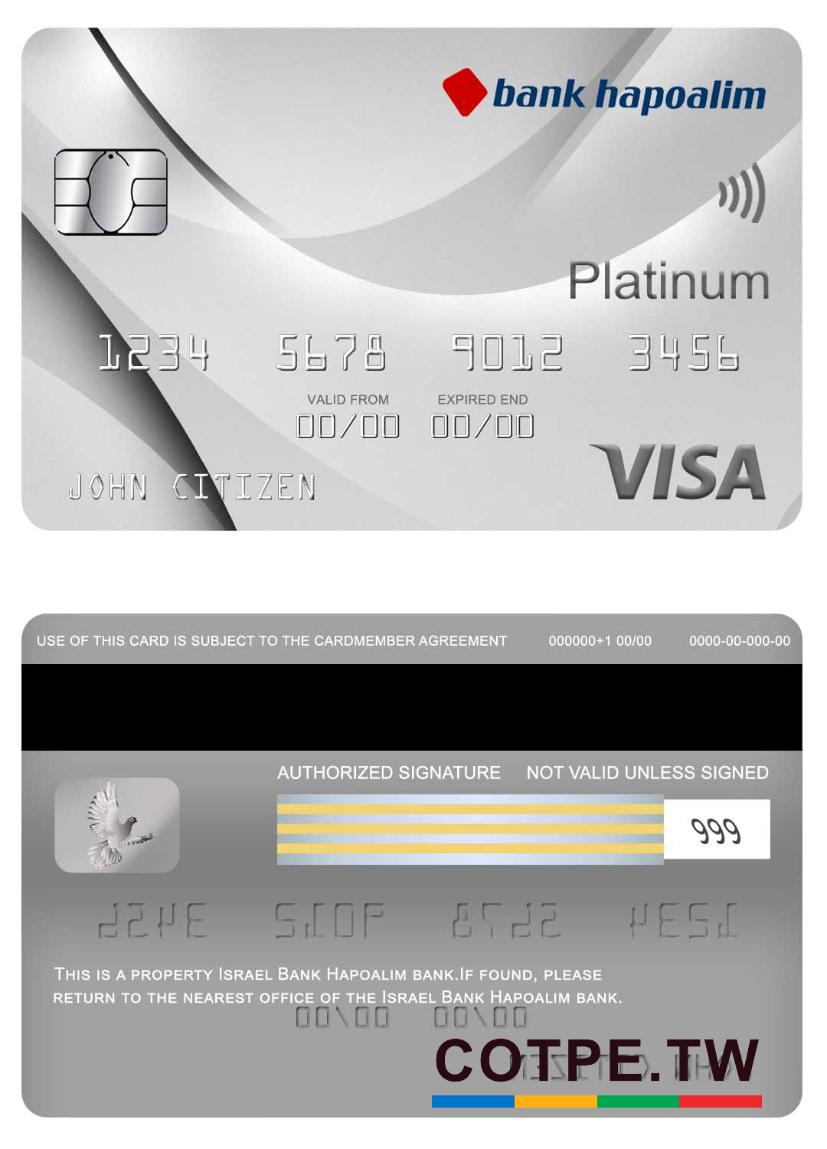 bank hapoalim
Platinum
1234 5678 9012 3456
VALID FROM EXPIRED END
00/00 00/00
JOHN CITIZEN
VISA
USE OF THIS CARD IS SUBJECT TO THE CARDMEMBER AGREEMENT 000000+1 00/00 0000-00-000-00
AUTHORIZED SIGNATURE NOT VALID UNLESS SIGNED
999
THIS IS A PROPERTY ISRAEL BANK HAPOALIM BANK.IF FOUND, PLEASE
RETURN TO THE NEAREST OFFICE OF THE ISRAEL BANK HAPOALIM BANK.
COTPE.TW